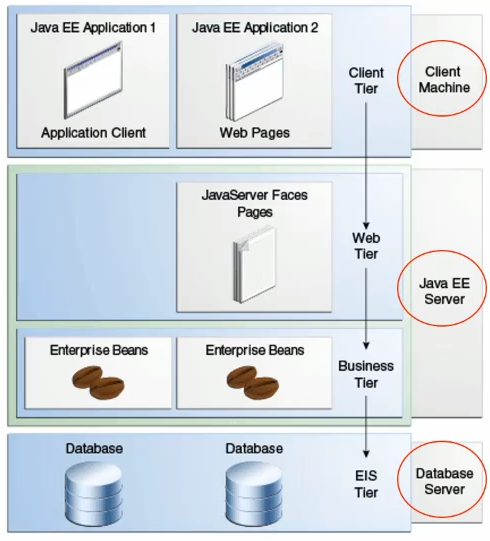 Java EE Application 1
Java EE Application 2
Application Client
Web Pages
Client
Tier
Client
Machine
JavaServer Faces
Pages
Web
Tier
Java EE
Server
Enterprise Beans
Enterprise Beans
Business
Tier
Database
Database
EIS
Tier
Database
Server